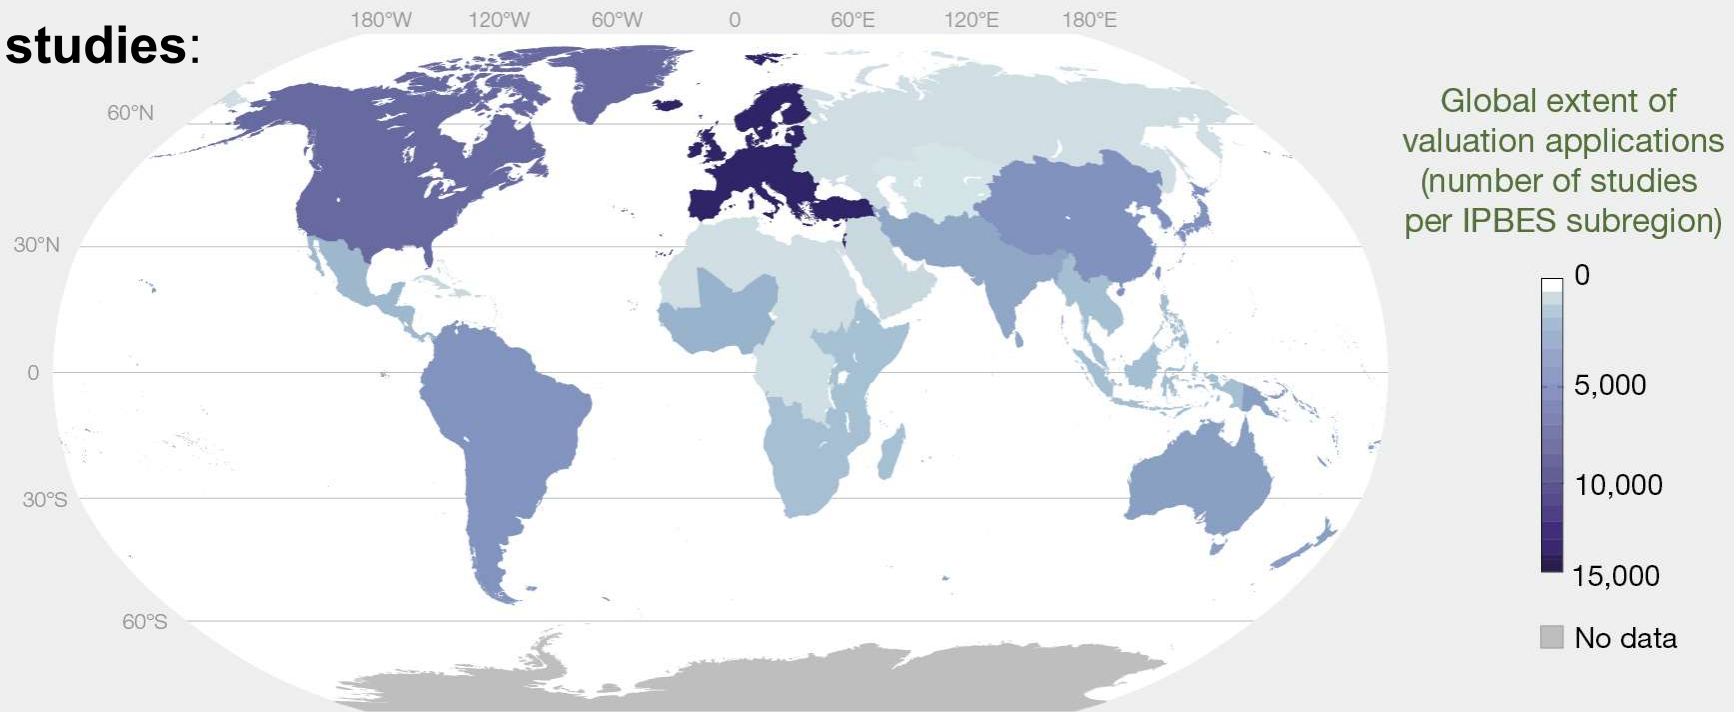 studies:
180°W 120°W 60°W 0 60°E 120°E 180°E
60°N
30°N
0
30°S
60°S
Global extent of
valuation applications
(number of studies
per IPBES subregion)
0
5,000
10,000
15,000
No data